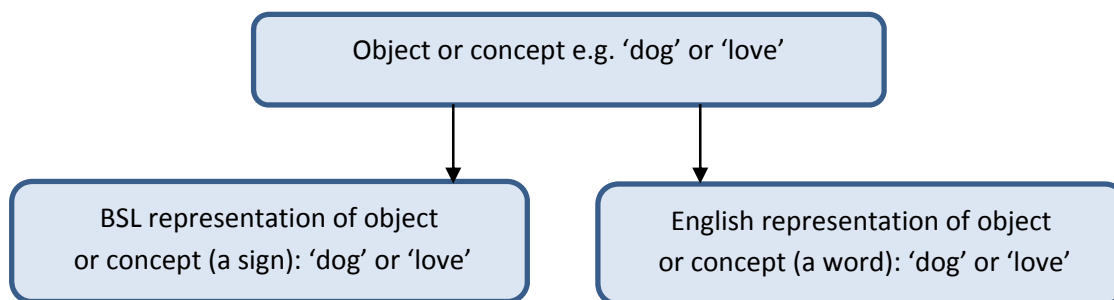 Object or concept e.g. ‘dog’ or ‘love’
BSL representation of object
or concept (a sign): ‘dog’ or ‘love’
English representation of object
or concept (a word): ‘dog’ or ‘love’